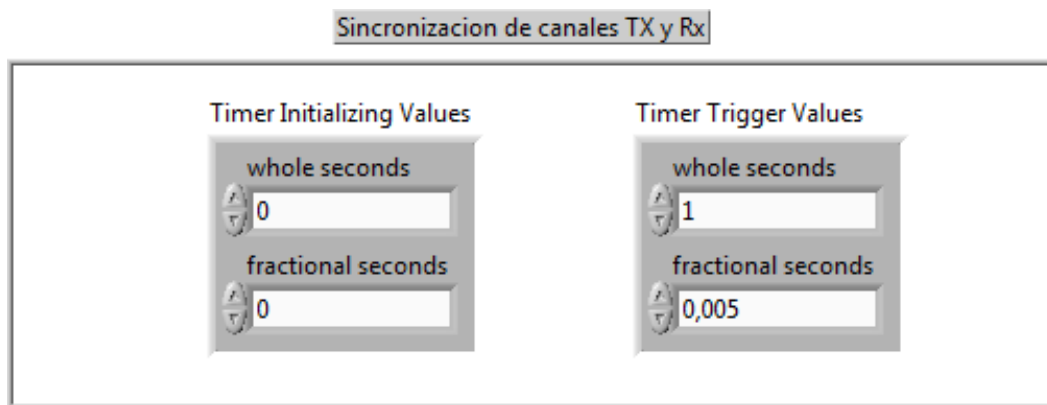 Sincronizacion de canales TX y Rx
Timer Initializing Values
whole seconds
0
fractional seconds
0
Timer Trigger Values
whole seconds
1
fractional seconds
0,005